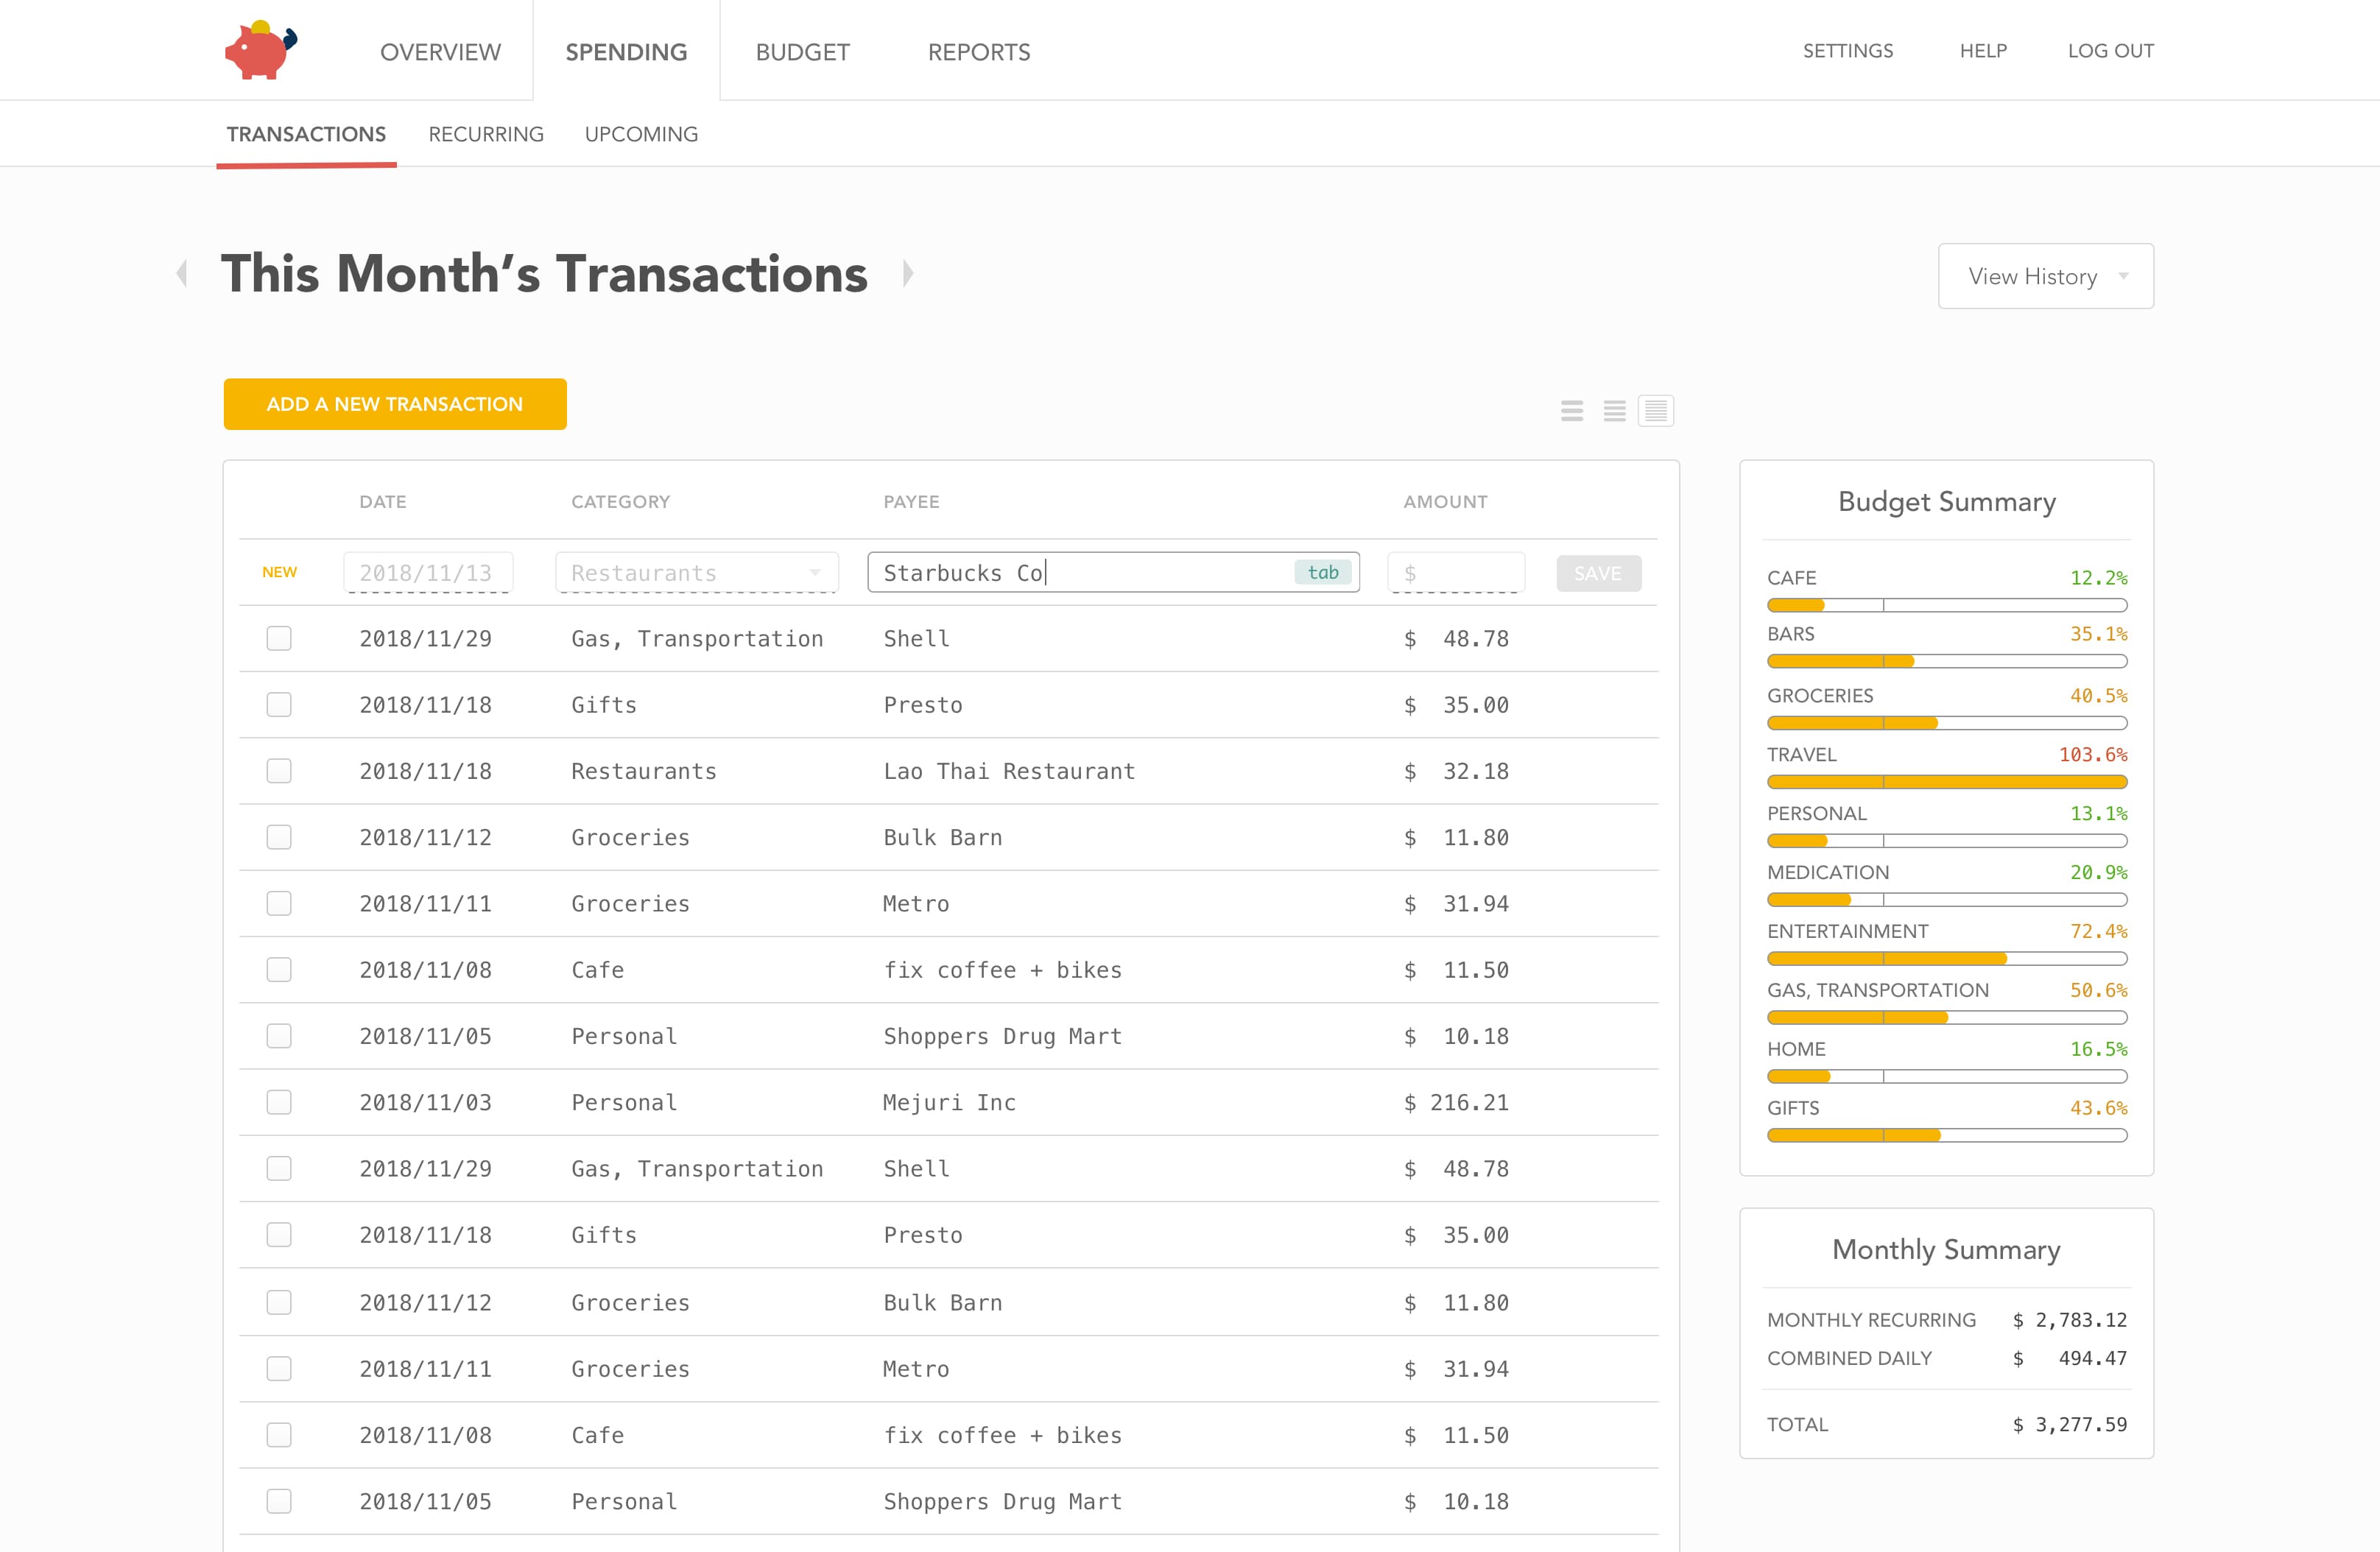 OVERVIEW SPENDING BUDGET REPORTS SETTINGS HELP LOG OUT
TRANSACTIONS RECURRING UPCOMING
This Month’s Transactions
View History
ADD A NEW TRANSACTION
DATE CATEGORY PAYEE AMOUNT
NEW 2018/11/13 Restaurants Starbucks Co tab $ SAVE
2018/11/29 Gas, Transportation Shell $ 48.78
2018/11/18 Gifts Presto $ 35.00
2018/11/18 Restaurants Lao Thai Restaurant $ 32.18
2018/11/12 Groceries Bulk Barn $ 11.80
2018/11/11 Groceries Metro $ 31.94
2018/11/08 Cafe fix coffee + bikes $ 11.50
2018/11/05 Personal Shoppers Drug Mart $ 10.18
2018/11/03 Personal Mejuri Inc $ 216.21
2018/11/29 Gas, Transportation Shell $ 48.78
2018/11/18 Gifts Presto $ 35.00
2018/11/12 Groceries Bulk Barn $ 11.80
2018/11/11 Groceries Metro $ 31.94
2018/11/08 Cafe fix coffee + bikes $ 11.50
2018/11/05 Personal Shoppers Drug Mart $ 10.18
Budget Summary
CAFE 12.2%
BARS 35.1%
GROCERIES 40.5%
TRAVEL 103.6%
PERSONAL 13.1%
MEDICATION 20.9%
ENTERTAINMENT 72.4%
GAS, TRANSPORTATION 50.6%
HOME 16.5%
GIFTS 43.6%
Monthly Summary
MONTHLY RECURRING $ 2,783.12
COMBINED DAILY $ 494.47
TOTAL $ 3,277.59